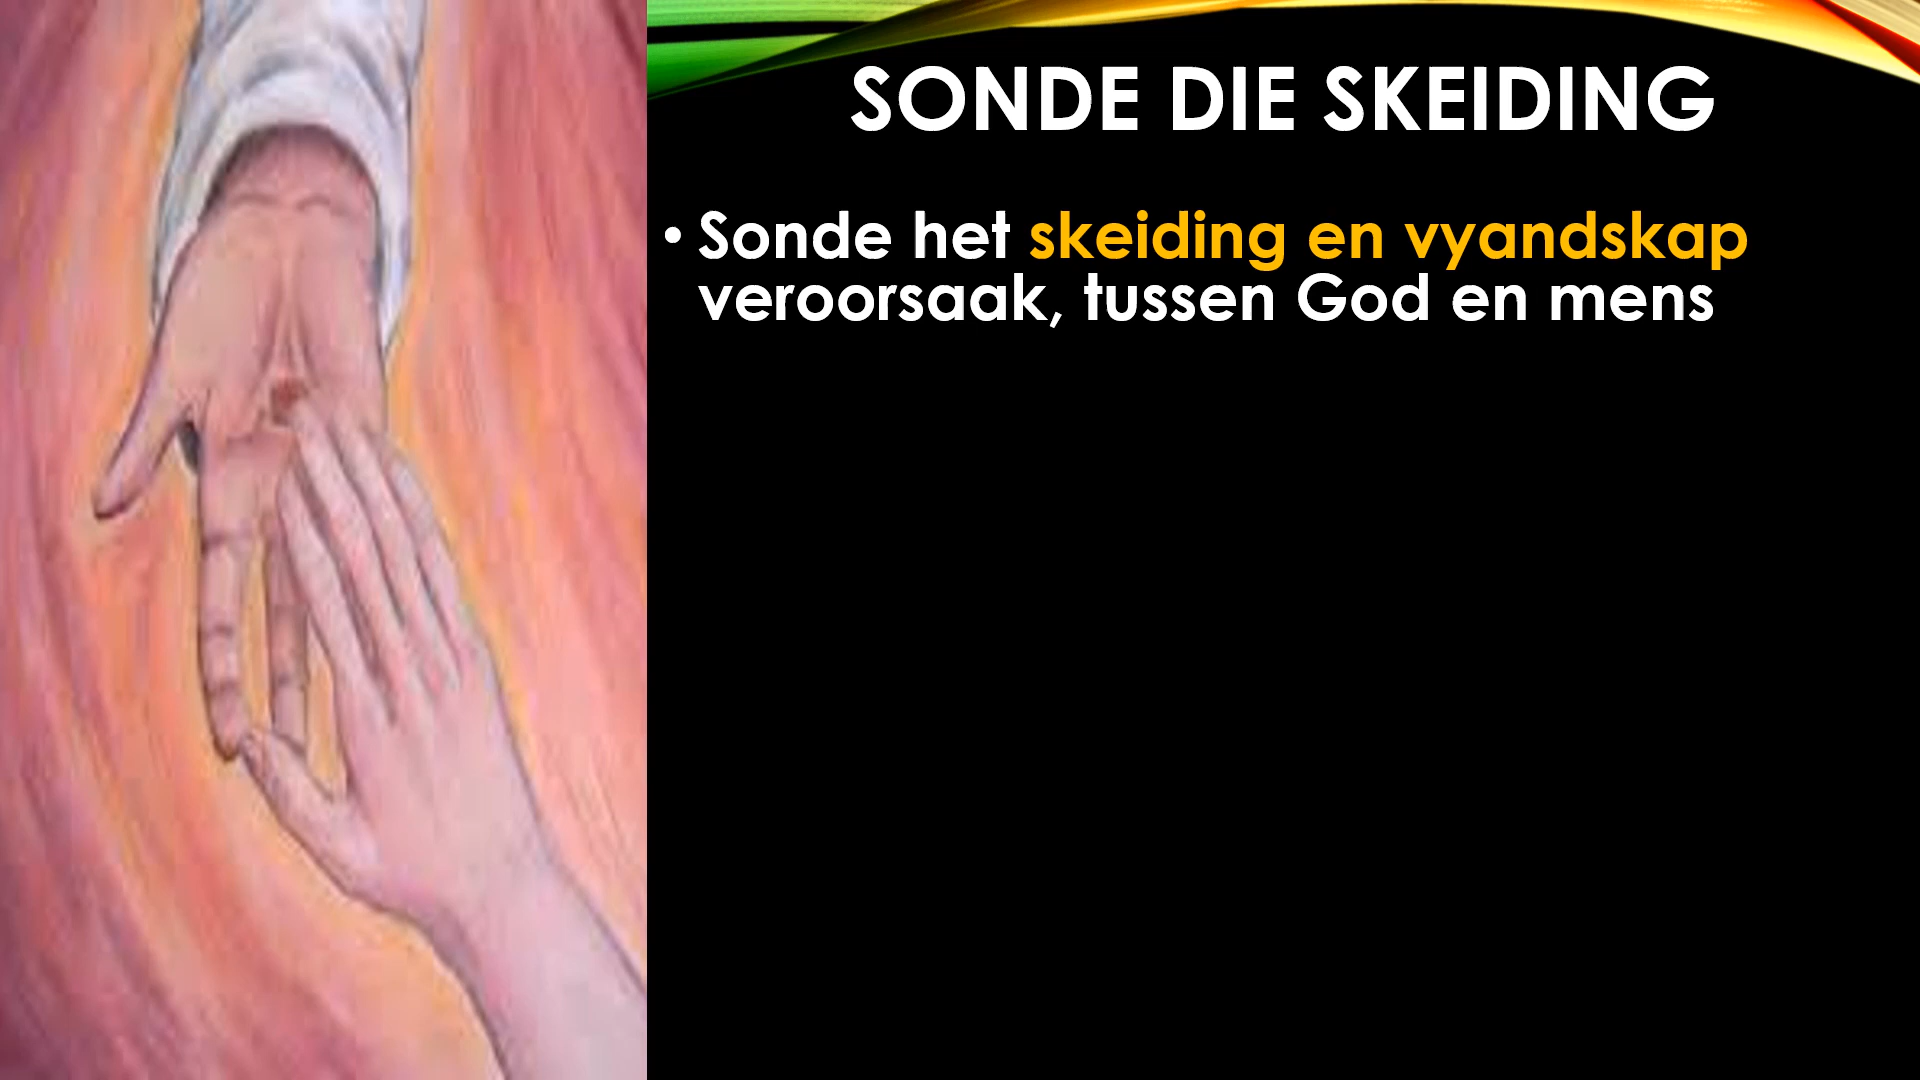 SONDE DIE SKEIDING
• Sonde het skeiding en vyandskap
veroorsaak, tussen God en mens